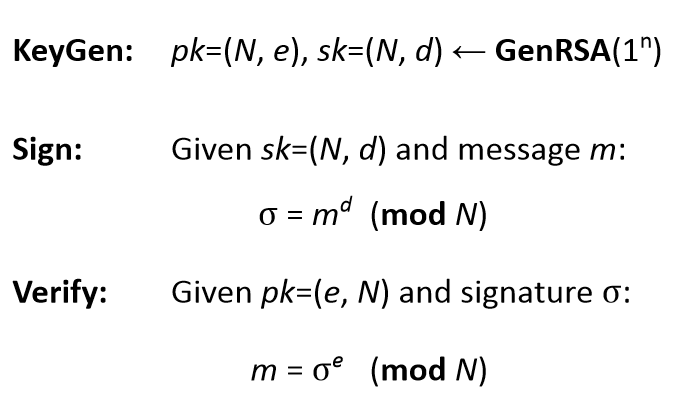 KeyGen: pk=(N, e), sk=(N, d) ← GenRSA(1ⁿ)
Sign: Given sk=(N, d) and message m:
σ = mᵈ (mod N)
Verify: Given pk=(e, N) and signature σ:
m = σᵉ (mod N)